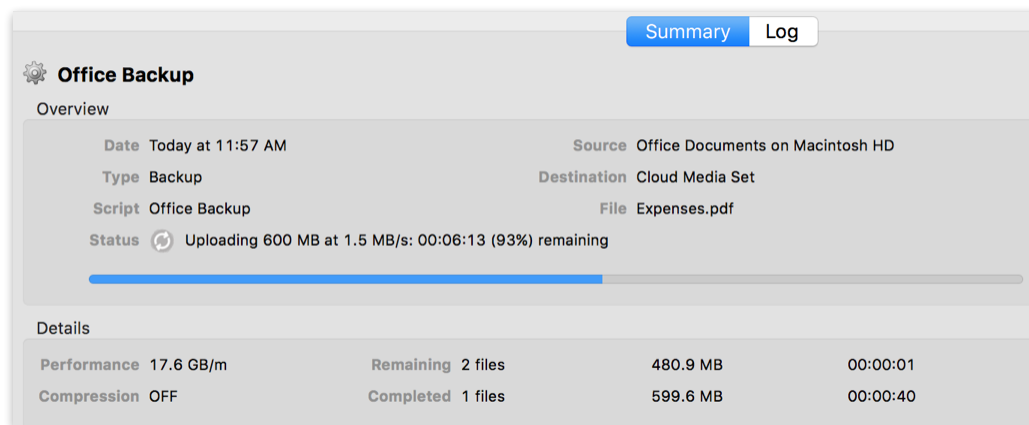 Summary Log
Office Backup
Overview
Date Today at 11:57 AM Source Office Documents on Macintosh HD
Type Backup Destination Cloud Media Set
Script Office Backup File Expenses.pdf
Status Uploading 600 MB at 1.5 MB/s: 00:06:13 (93%) remaining
Details
Performance 17.6 GB/m Remaining 2 files 480.9 MB 00:00:01
Compression OFF Completed 1 files 599.6 MB 00:00:40